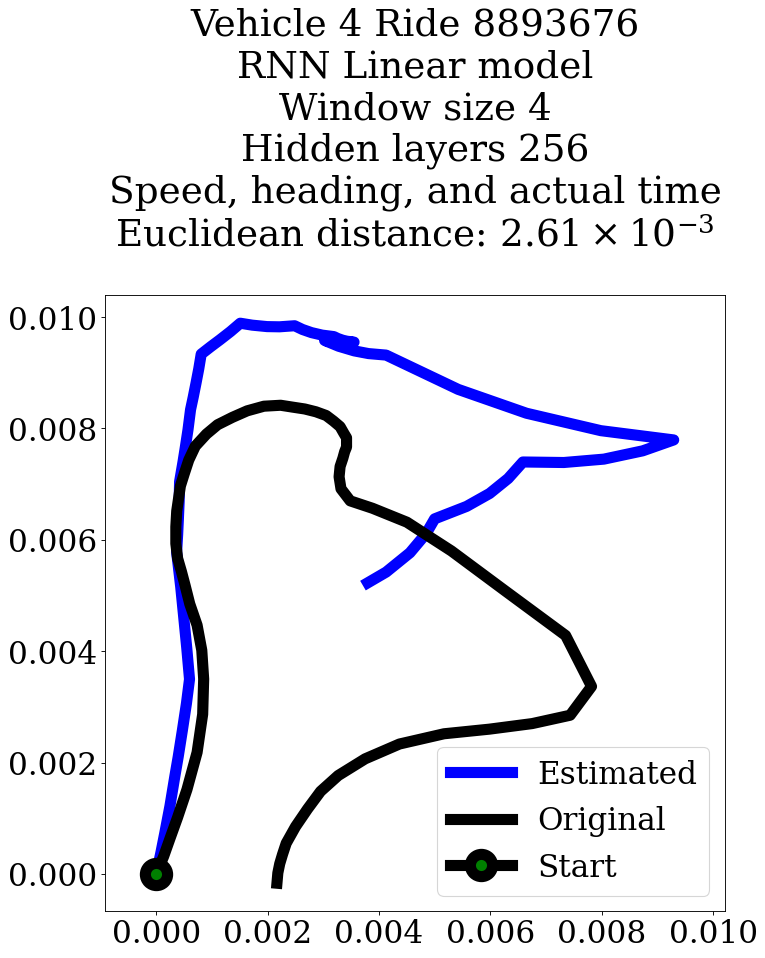 Vehicle 4 Ride 8893676
RNN Linear model
Window size 4
Hidden layers 256
Speed, heading, and actual time
Euclidean distance: 2.61 × 10⁻³
0.010
0.008
0.006
0.004
0.002
0.000
Estimated
Original
Start
0.000 0.002 0.004 0.006 0.008 0.010